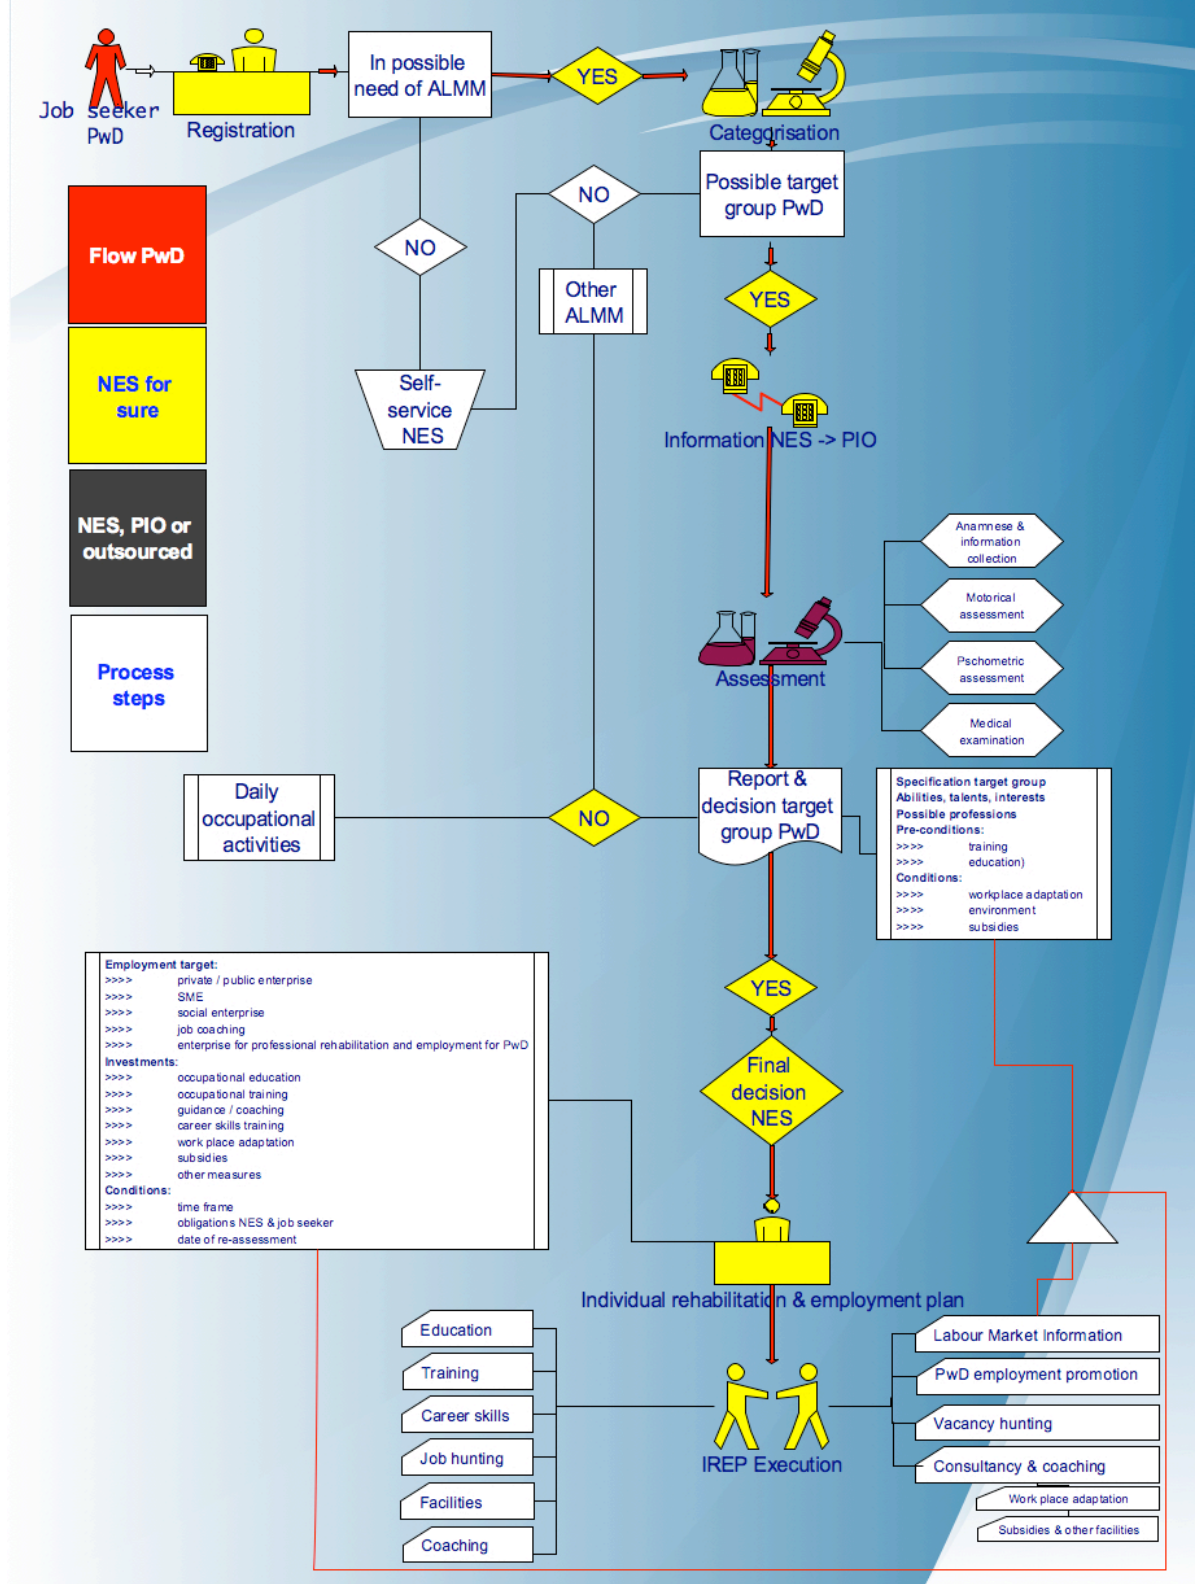 Job seeker
PwD
Registration
In possible
need of ALMM
YES
Categorisation
Possible target
group PwD
NO
NO
Other
ALMM
YES
Self-
service
NES
Information NES -> PIO
Flow PwD
NES for
sure
NES, PIO or
outsourced
Process
steps
Anamnese &
information
collection
Motorical
assessment
Pschometric
assessment
Medical
examination
Assessment
Report &
decision target
group PwD
NO
Daily
occupational
activities
Specification target group
Abilities, talents, interests
Possible professions
Pre-conditions:
>>>> training
>>>> education)
Conditions:
>>>> workplace adaptation
>>>> environment
>>>> subsidies
YES
Final
decision
NES
Employment target:
>>>> private / public enterprise
>>>> SME
>>>> social enterprise
>>>> job coaching
>>>> enterprise for professional rehabilitation and employment for PwD
Investments:
>>>> occupational education
>>>> occupational training
>>>> guidance / coaching
>>>> career skills training
>>>> work place adaptation
>>>> subsidies
>>>> other measures
Conditions:
>>>> time frame
>>>> obligations NES & job seeker
>>>> date of re-assessment
Individual rehabilitation & employment plan
Education
Training
Career skills
Job hunting
Facilities
Coaching
IREP Execution
Labour Market Information
PwD employment promotion
Vacancy hunting
Consultancy & coaching
Work place adaptation
Subsidies & other facilities